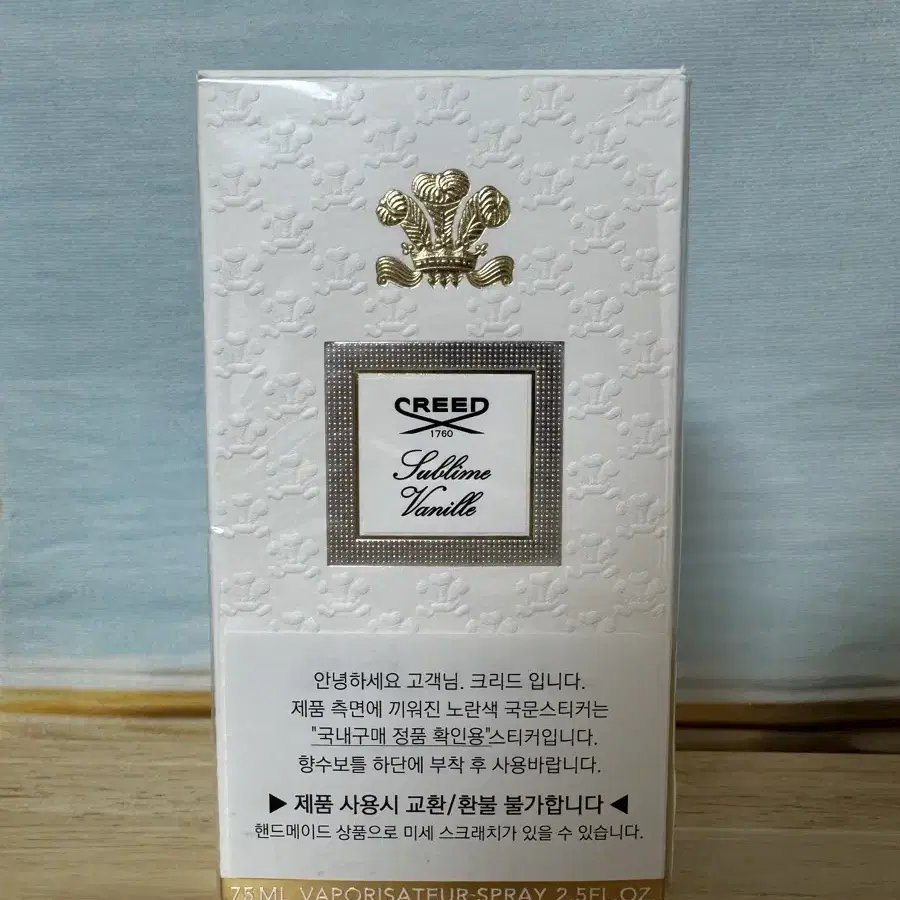 CREED
1760
Sublime
Vanille
안녕하세요 고객님. 크리드 입니다.
제품 측면에 끼워진 노란색 국문스티커는
"국내구매 정품 확인용"스티커입니다.
향수보틀 하단에 부착 후 사용바랍니다.
▶ 제품 사용시 교환/환불 불가합니다 ◀
핸드메이드 상품으로 미세 스크래치가 있을 수 있습니다.
75 ML VAPORISATEUR-SPRAY 2.5FL.OZ